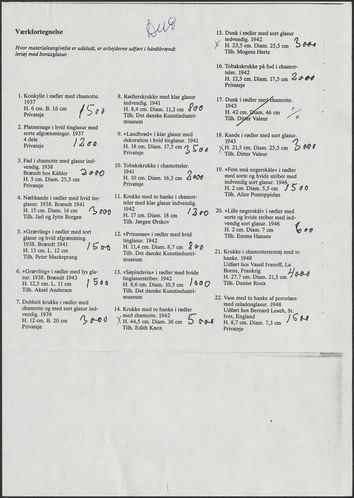 Værkfortegnelse
Hvor materialeangivelse er udeladt, er arbejderne udført i hårdtbrændt
lertøj med boraxglasur.
1. Konkylie i rødler med chamotte.
1937
H. 6 cm. B. 16 cm
Privateje
1500
2. Platmenage i hvid tinglasur med
sorte afgrænsninger. 1937
4 dele
Privateje
1200
3. Fad i chamotte med glasur ind-
vendig. 1938
Brændt hos Kähler
H. 5 cm. Diam. 25,5 cm
Privateje
2000
4. Næbkande i rødler med hvid tin-
glasur. 1938. Brændt 1941
H. 15 cm. Diam. 14 cm
Tilh. Jarl og Jytte Borgen
3000
5. »Grævling« i rødler med sort
glasur og hvid afgrænsning.
1938. Brændt 1941
H. 13 cm. L. 12 cm
Tilh. Peter Mackeprang
1500
6. »Grævling« i rødler med lys gla-
sur. 1938. Brændt 1943
H. 12,5 cm. L. 11 cm
Tilh. Aksel Andersen
1500
7. Dobbelt krukke i rødler med
chamotte og med sort glasur ind-
vendig. 1939
H. 12 cm. B. 20 cm
Privateje
3000
8. Rødlerskrukke med klar glasur
indvendig. 1941
H. 8,4 cm. Diam. 11,2 cm
Tilh. Det danske Kunstindustri-
museum
800
9. »Landbrød« i klar glasur med
dekoration i hvid tinglasur. 1941
H. 18 cm. Diam. 17,5 cm
Privateje
3500
10. Tobakskrukke i chamotteler.
1941
H. 10 cm. Diam. 16,5 cm
Privateje
2000
11. Krukke med to hanke i chamot-
teler med klar glasur indvendig.
1942
H. 17 cm. Diam. 18 cm
Tilh. Jørgen Drakov
1200
12. »Prinsesse« i rødler med hvid
tinglasur. 1942
H. 11,4 cm. Diam. 8,7 cm
Privateje
2200
13. »Søpindsvin« i rødler med hvide
tinglasurstriber. 1942
H. 8,6 cm. Diam. 10,5 cm
Tilh. Det danske Kunstindustri-
museum
1000
14. Krukke med to hanke i rødler
med chamotte. 1942
H. 44,5 cm. Diam. 36 cm
Tilh. Edith Knox
5000
15. Dunk i rødler med sort glasur
indvendig. 1942
H. 23,5 cm. Diam. 25,5 cm
Tilh. Mogens Hertz
3000
16. Tobakskrukke på fod i chamot-
teler. 1942
H. 12,5 cm. Diam. 17,5 cm
Privateje
2000
17. Dunk i rødler med chamotte.
1943
H. 42 cm. Diam. 46 cm
Tilh. Ditter Valeur
18. Kande i rødler med sort glasur.
1945
H. 21,5 cm. Diam. 25,5 cm
Tilh. Ditter Valeur
3000
19. »Fem små negerskåle« i rødler
med sorte og hvide striber med
indvendig sort glasur. 1946
H. 2 cm. Diam. 5,5 cm
Tilh. Alice Pontoppidan
1500
20. »Lille negerskål« i rødler med
sorte og hvide striber med ind-
vendig sort glasur. 1946
H. 2 cm. Diam. 7 cm
Tilh. Emma Hansen
600
21. Krukke i chamottestentøj med to
hanke. 1948
Udført hos Vassil Ivanoff, La
Borne, Frankrig
H. 27,7 cm. Diam. 21,5 cm
Tilh. Denise Roux
4000
22. Vase med to hanke af porcelæn
med celadonglasur. 1948
Udført hos Bernard Leach, St.
Ives, England
H. 8,7 cm. Diam. 7,3 cm
Privateje
1500